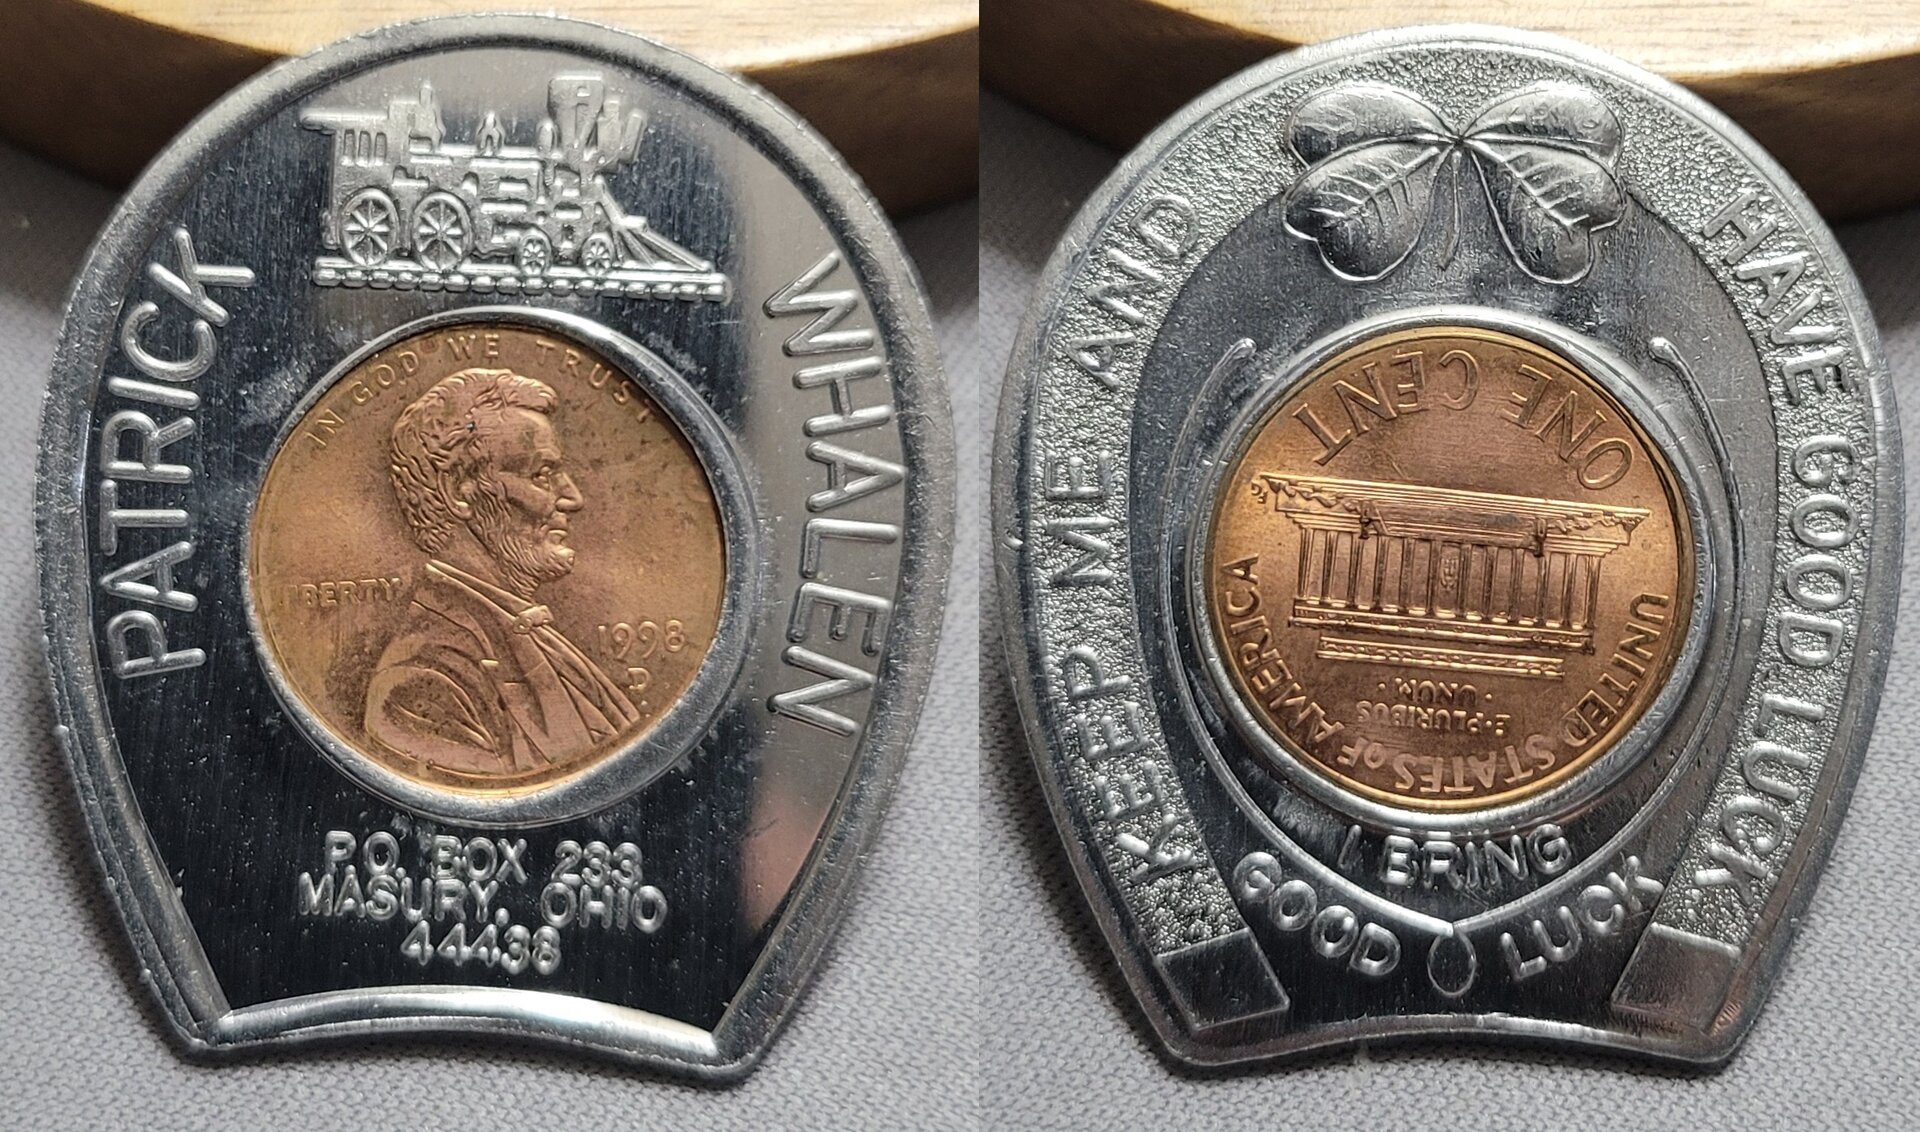 PATRICK
WHALEN
IN GOD WE TRUST
LIBERTY
1998
D
P.O. BOX 233
MASURY, OHIO
44438
KEEP ME AND
HAVE GOOD LUCK
ONE CENT
UNITED STATES OF AMERICA
E·PLURIBUS
·UNUM·
I BRING
GOOD LUCK